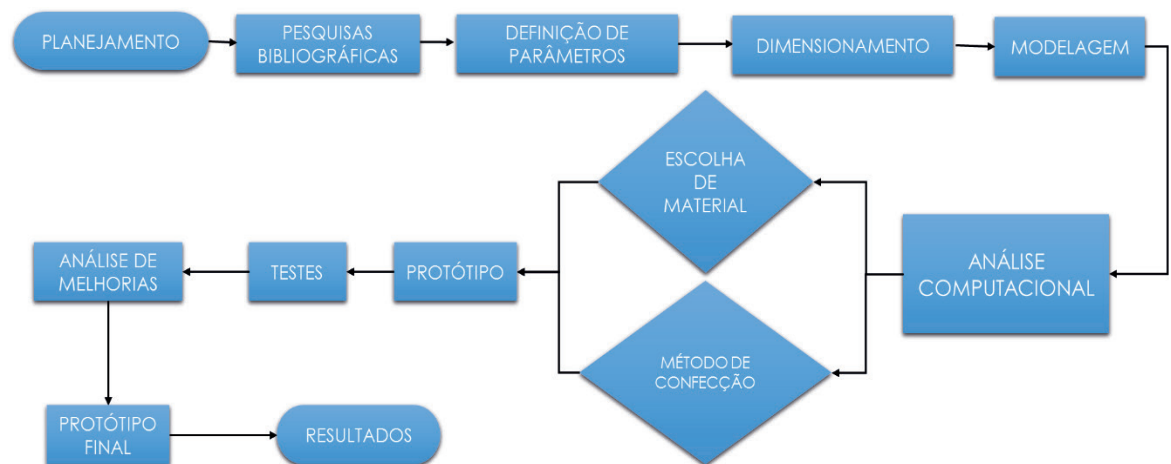 PLANEJAMENTO
PESQUISAS
BIBLIOGRÁFICAS
DEFINIÇÃO DE
PARÂMETROS
DIMENSIONAMENTO
MODELAGEM
ESCOLHA
DE
MATERIAL
ANÁLISE
COMPUTACIONAL
MÉTODO DE
CONFECÇÃO
PROTÓTIPO
TESTES
ANÁLISE DE
MELHORIAS
PROTÓTIPO
FINAL
RESULTADOS